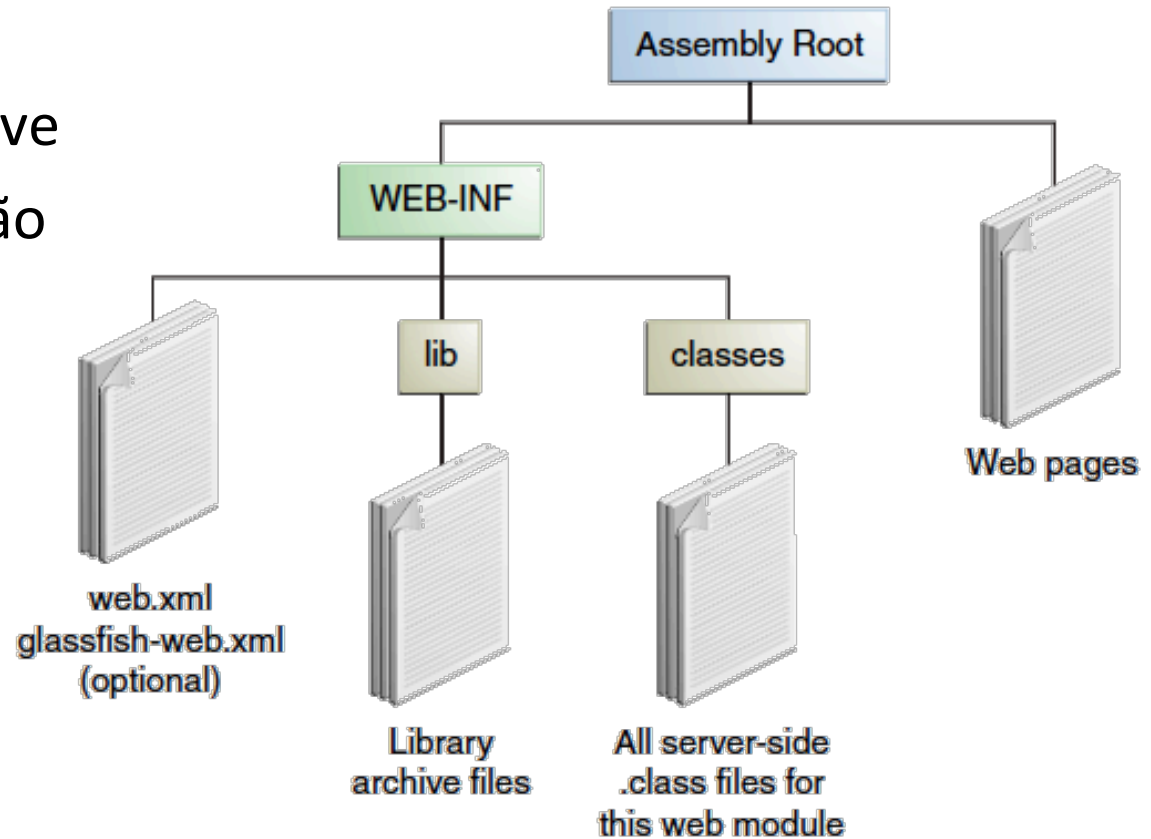 Assembly Root
ve
ão
WEB-INF
lib
classes
Web pages
web.xml
glassfish-web.xml
(optional)
Library
archive files
All server-side
.class files for
this web module